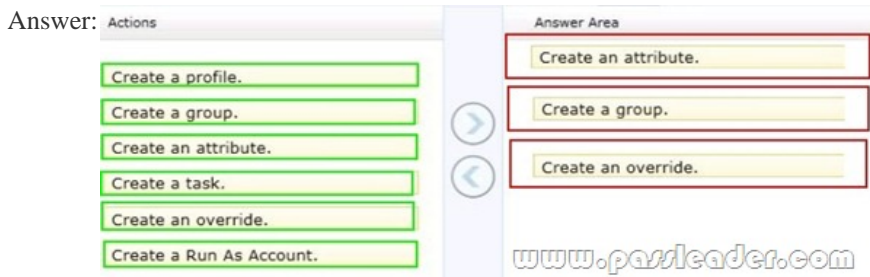 Answer:
Actions
Create a profile.
Create a group.
Create an attribute.
Create a task.
Create an override.
Create a Run As Account.
Answer Area
Create an attribute.
Create a group.
Create an override.
www.passleader.com